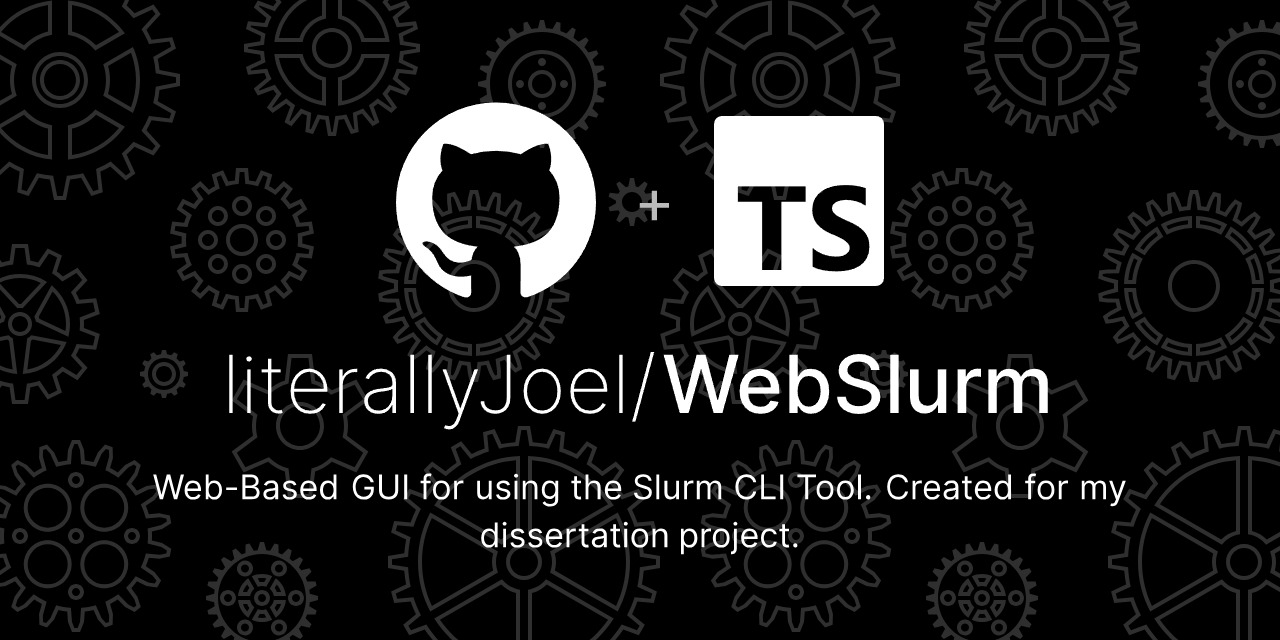 + TS
literallyJoel/WebSlurm
Web-Based GUI for using the Slurm CLI Tool. Created for my
dissertation project.